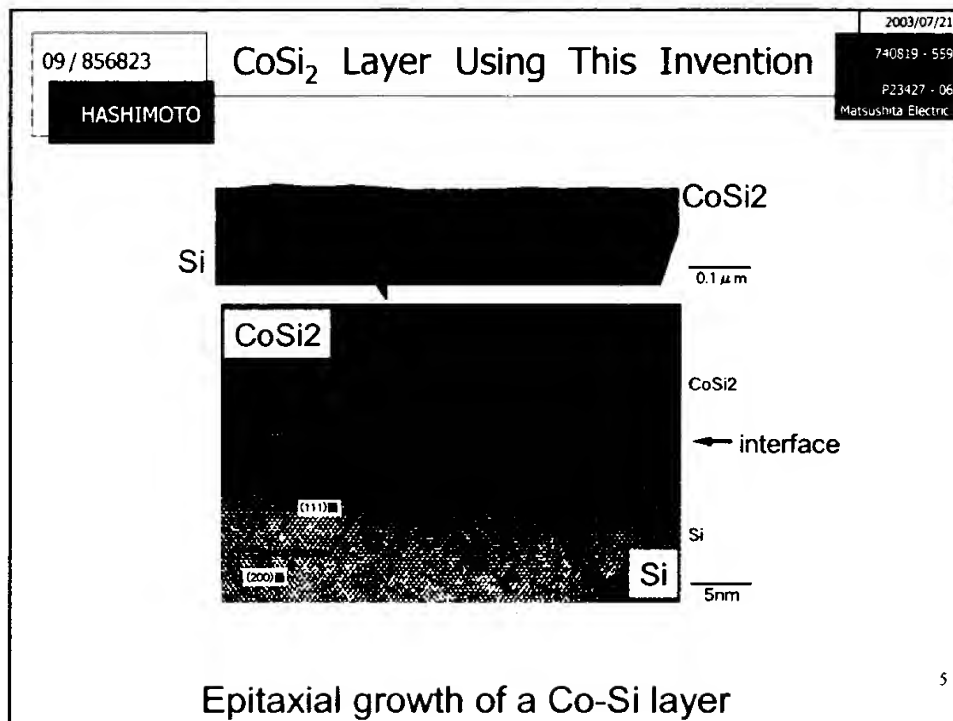 2003/07/21
09 / 856823
HASHIMOTO
CoSi₂ Layer Using This Invention
740819 - 559
P23427 - 06
Matsushita Electric
CoSi2
Si
0.1 μm
CoSi2
CoSi2
interface
(111)
Si
(200)
Si
5nm
Epitaxial growth of a Co-Si layer
5